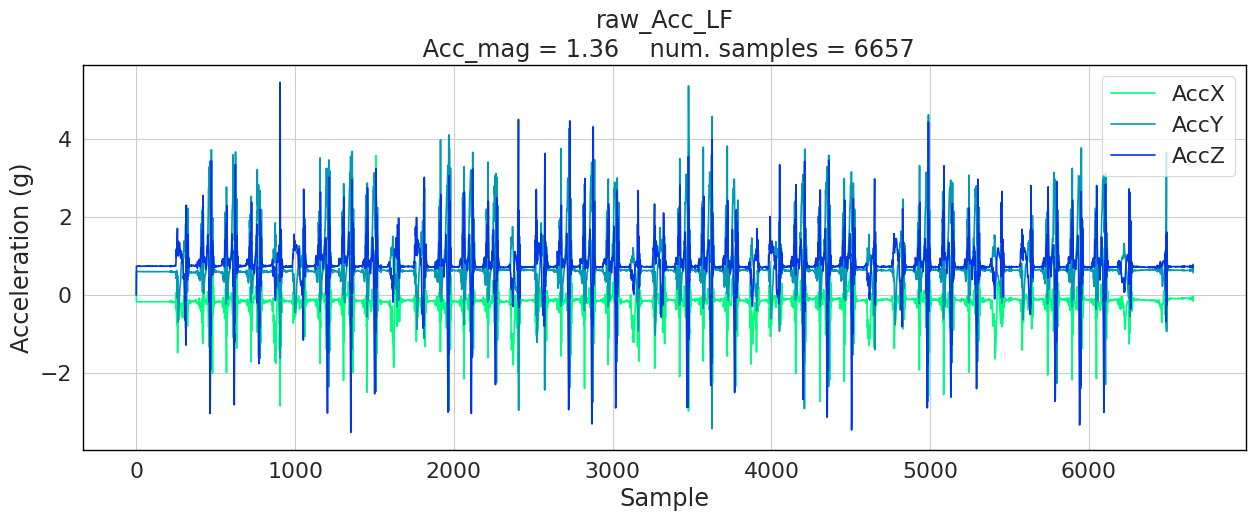 raw_Acc_LF
Acc_mag = 1.36    num. samples = 6657
AccX
AccY
AccZ
Acceleration (g)
4
2
0
−2
0 1000 2000 3000 4000 5000 6000
Sample